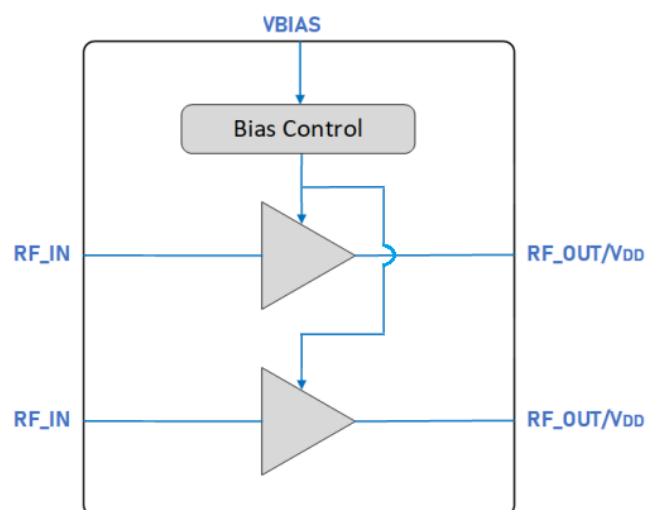 VBIAS
Bias Control
RF_IN
RF_OUT/VDD
RF_IN
RF_OUT/VDD